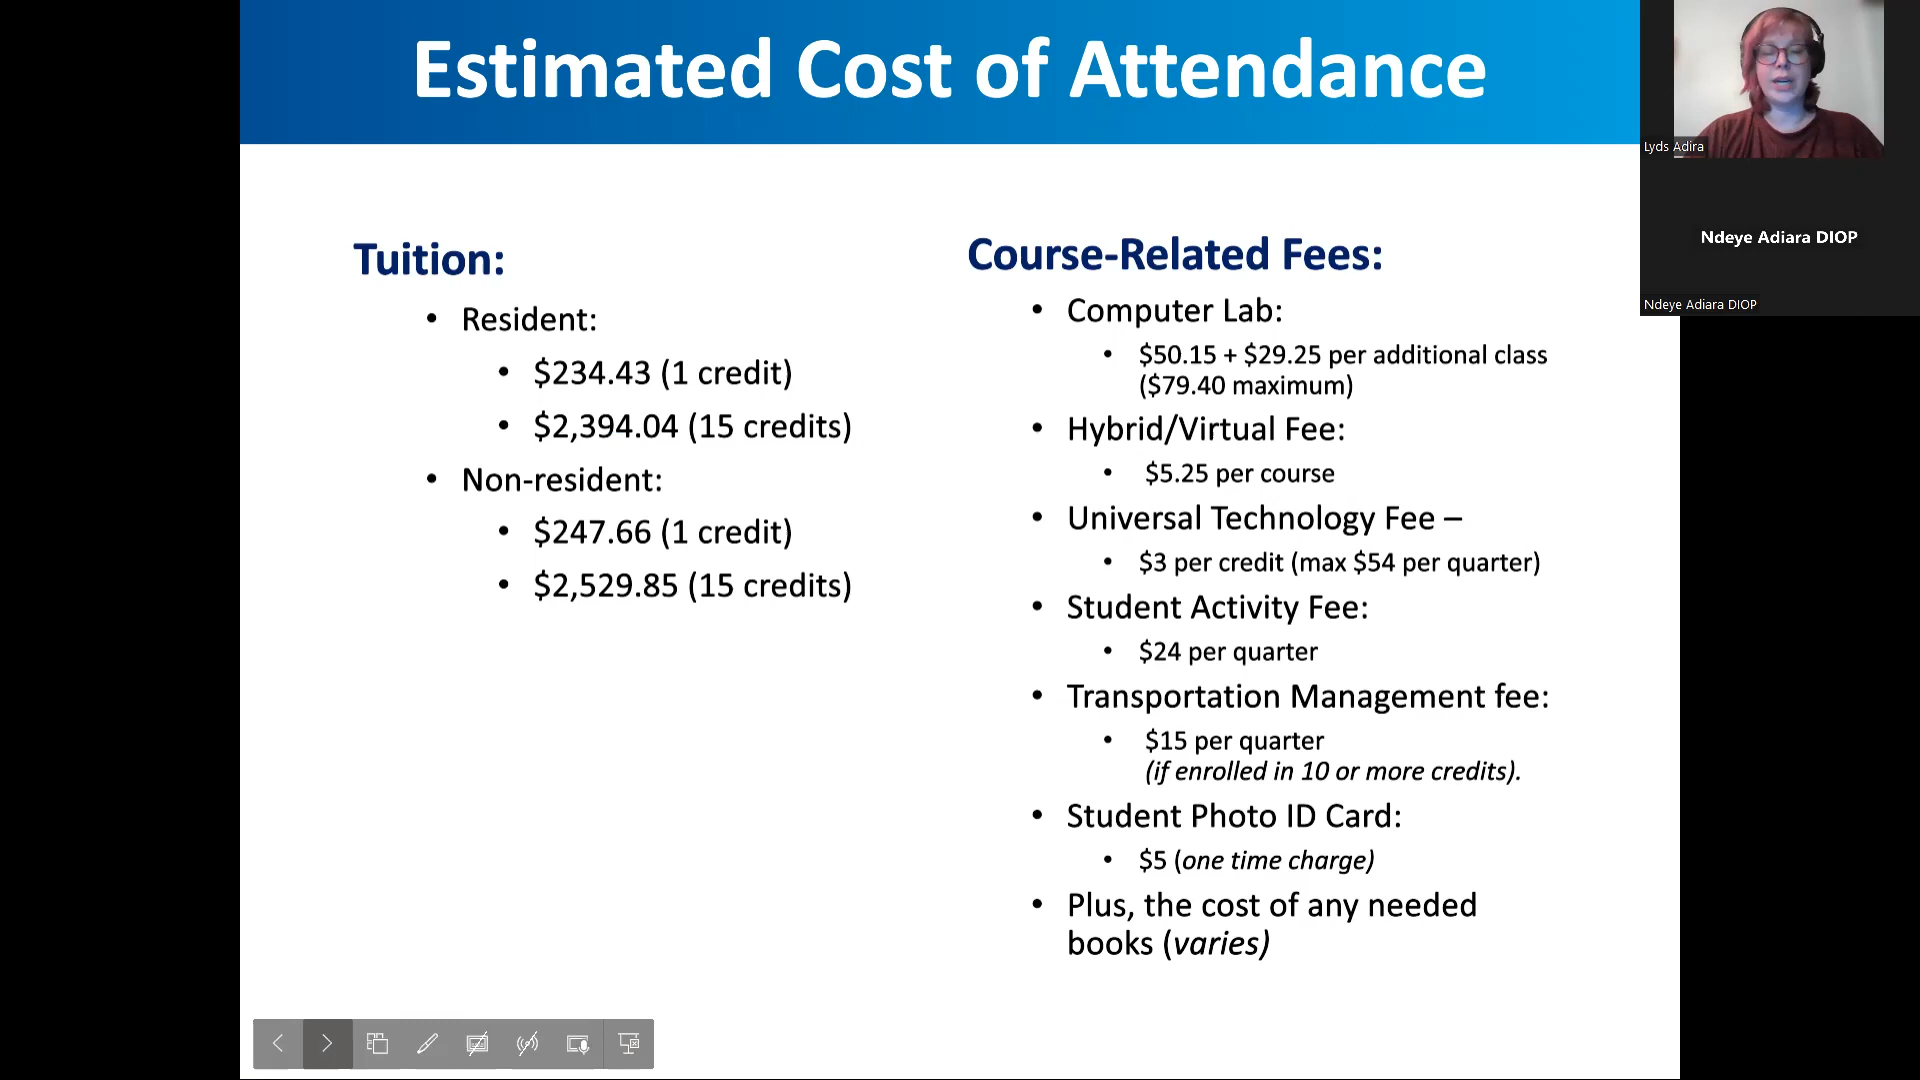 Estimated Cost of Attendance
Tuition:
• Resident:
• $234.43 (1 credit)
• $2,394.04 (15 credits)
• Non-resident:
• $247.66 (1 credit)
• $2,529.85 (15 credits)
Course-Related Fees:
• Computer Lab:
• $50.15 + $29.25 per additional class
($79.40 maximum)
• Hybrid/Virtual Fee:
• $5.25 per course
• Universal Technology Fee –
• $3 per credit (max $54 per quarter)
• Student Activity Fee:
• $24 per quarter
• Transportation Management fee:
• $15 per quarter
(if enrolled in 10 or more credits).
• Student Photo ID Card:
• $5 (one time charge)
• Plus, the cost of any needed
books (varies)
Lyds Adira
Ndeye Adiara DIOP
Ndeye Adiara DIOP